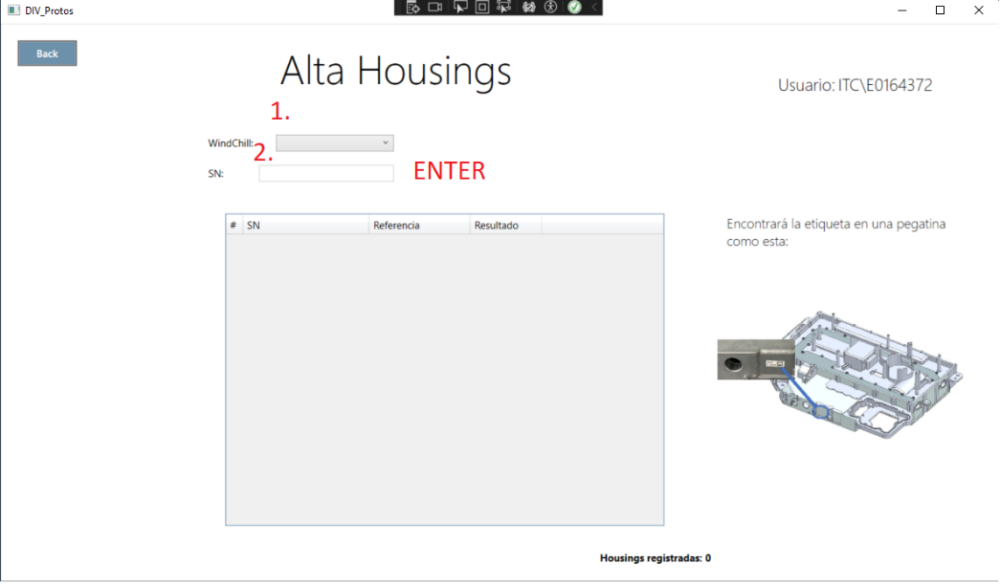 DIV_Protos
Back
Alta Housings
Usuario: ITC\E0164372
1.
WindChill:
2.
SN:
ENTER
# SN Referencia Resultado
Encontrará la etiqueta en una pegatina
como esta:
Housings registradas: 0